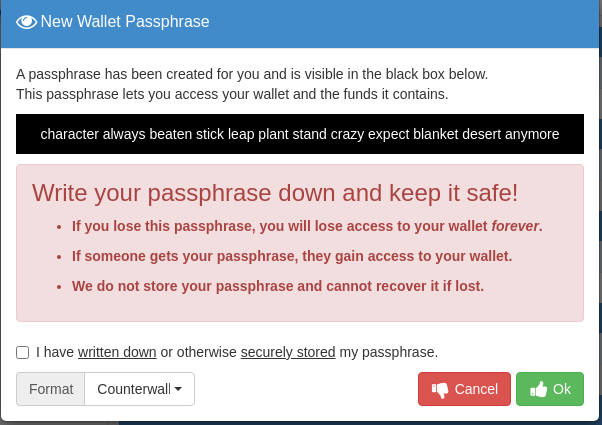 New Wallet Passphrase
A passphrase has been created for you and is visible in the black box below.
This passphrase lets you access your wallet and the funds it contains.
character always beaten stick leap plant stand crazy expect blanket desert anymore
Write your passphrase down and keep it safe!
• If you lose this passphrase, you will lose access to your wallet forever.
• If someone gets your passphrase, they gain access to your wallet.
• We do not store your passphrase and cannot recover it if lost.
I have written down or otherwise securely stored my passphrase.
Format Counterwall Cancel Ok